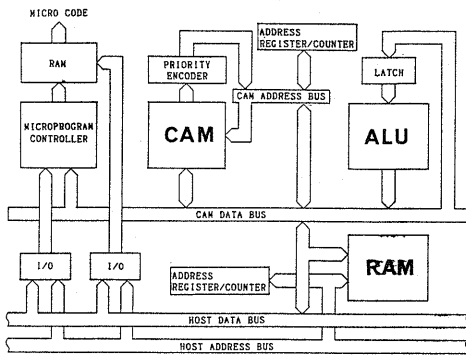 MICRO CODE
RAM
MICROPROGRAM
CONTROLLER
PRIORITY
ENCODER
CAM
ADDRESS
REGISTER/COUNTER
CAM ADDRESS BUS
LATCH
ALU
CAM DATA BUS
I/O
I/O
ADDRESS
REGISTER/COUNTER
RAM
HOST DATA BUS
HOST ADDRESS BUS